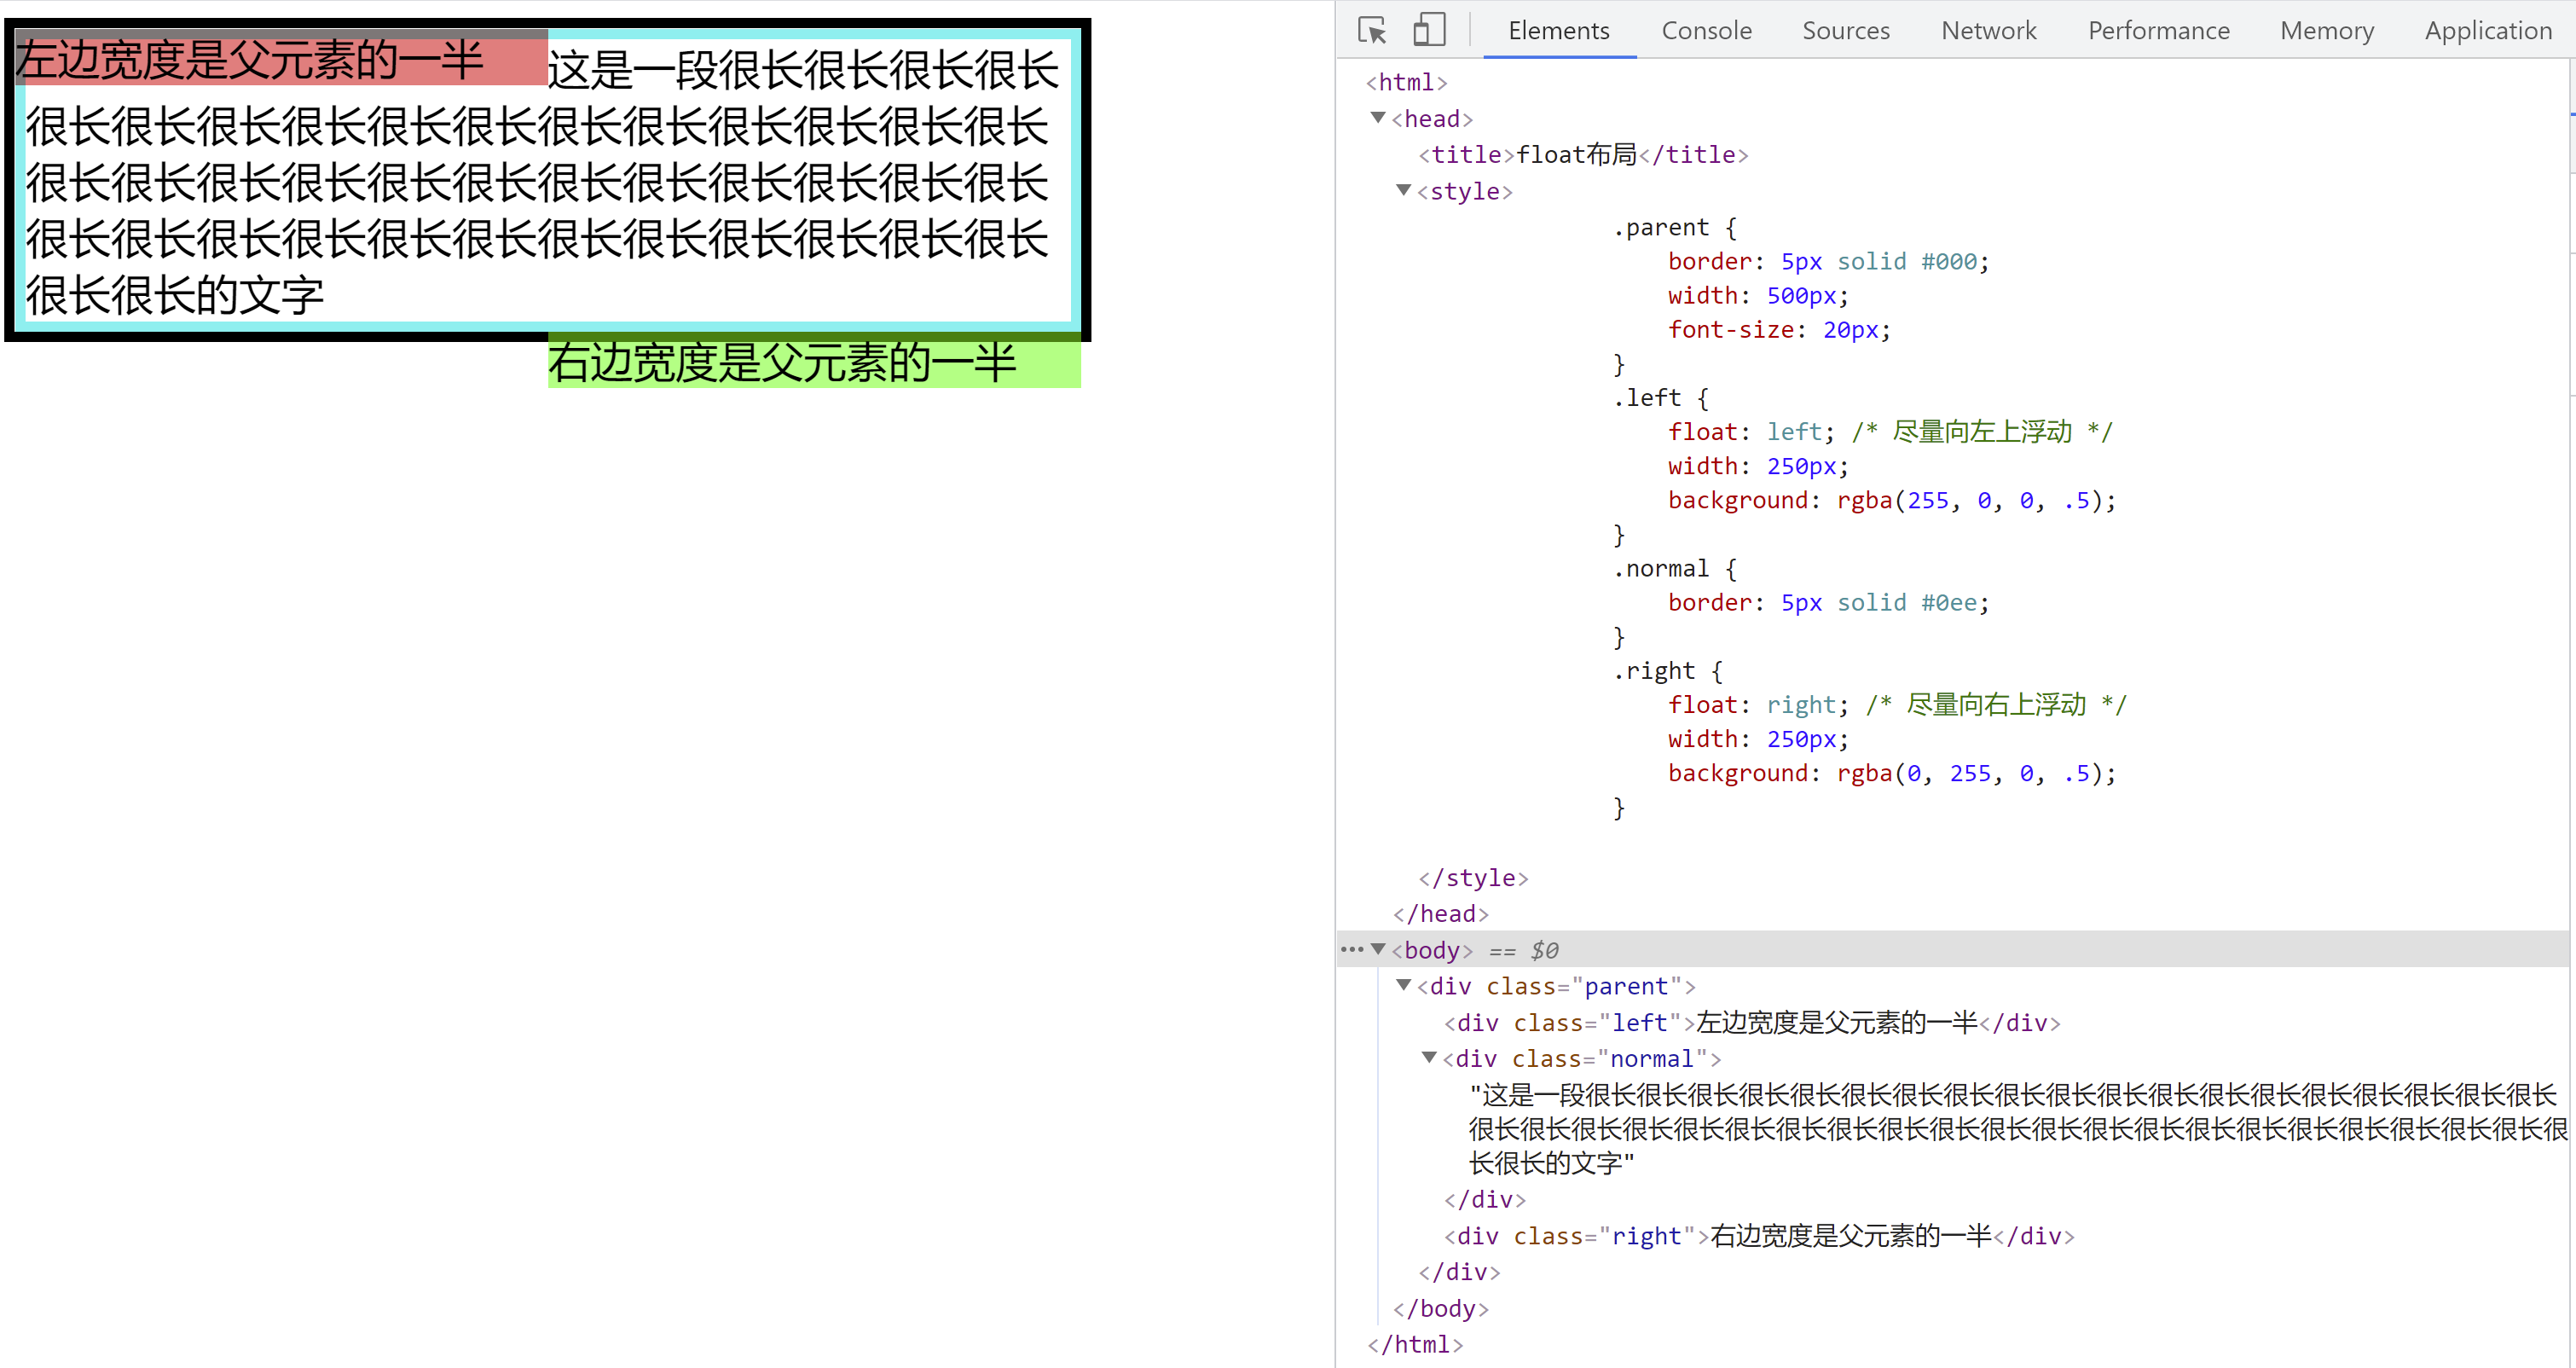 左边宽度是父元素的一半
这是一段很长很长很长很长
很长很长很长很长很长很长很长很长很长很长很长很长
很长很长很长很长很长很长很长很长很长很长很长很长
很长很长很长很长很长很长很长很长很长很长很长很长
很长很长的文字
右边宽度是父元素的一半
Elements Console Sources Network Performance Memory Application
<html>
<head>
<title>float布局</title>
<style>
.parent {
border: 5px solid #000;
width: 500px;
font-size: 20px;
}
.left {
float: left; /* 尽量向左上浮动 */
width: 250px;
background: rgba(255, 0, 0, .5);
}
.normal {
border: 5px solid #0ee;
}
.right {
float: right; /* 尽量向右上浮动 */
width: 250px;
background: rgba(0, 255, 0, .5);
}
</style>
</head>
<body> == $0
<div class="parent">
<div class="left">左边宽度是父元素的一半</div>
<div class="normal">
"这是一段很长很长很长很长很长很长很长很长很长很长很长很长很长很长很长很长很长很长很长
很长很长很长很长很长很长很长很长很长很长很长很长很长很长很长很长很长很长很长很长很长很
长很长的文字"
</div>
<div class="right">右边宽度是父元素的一半</div>
</div>
</body>
</html>